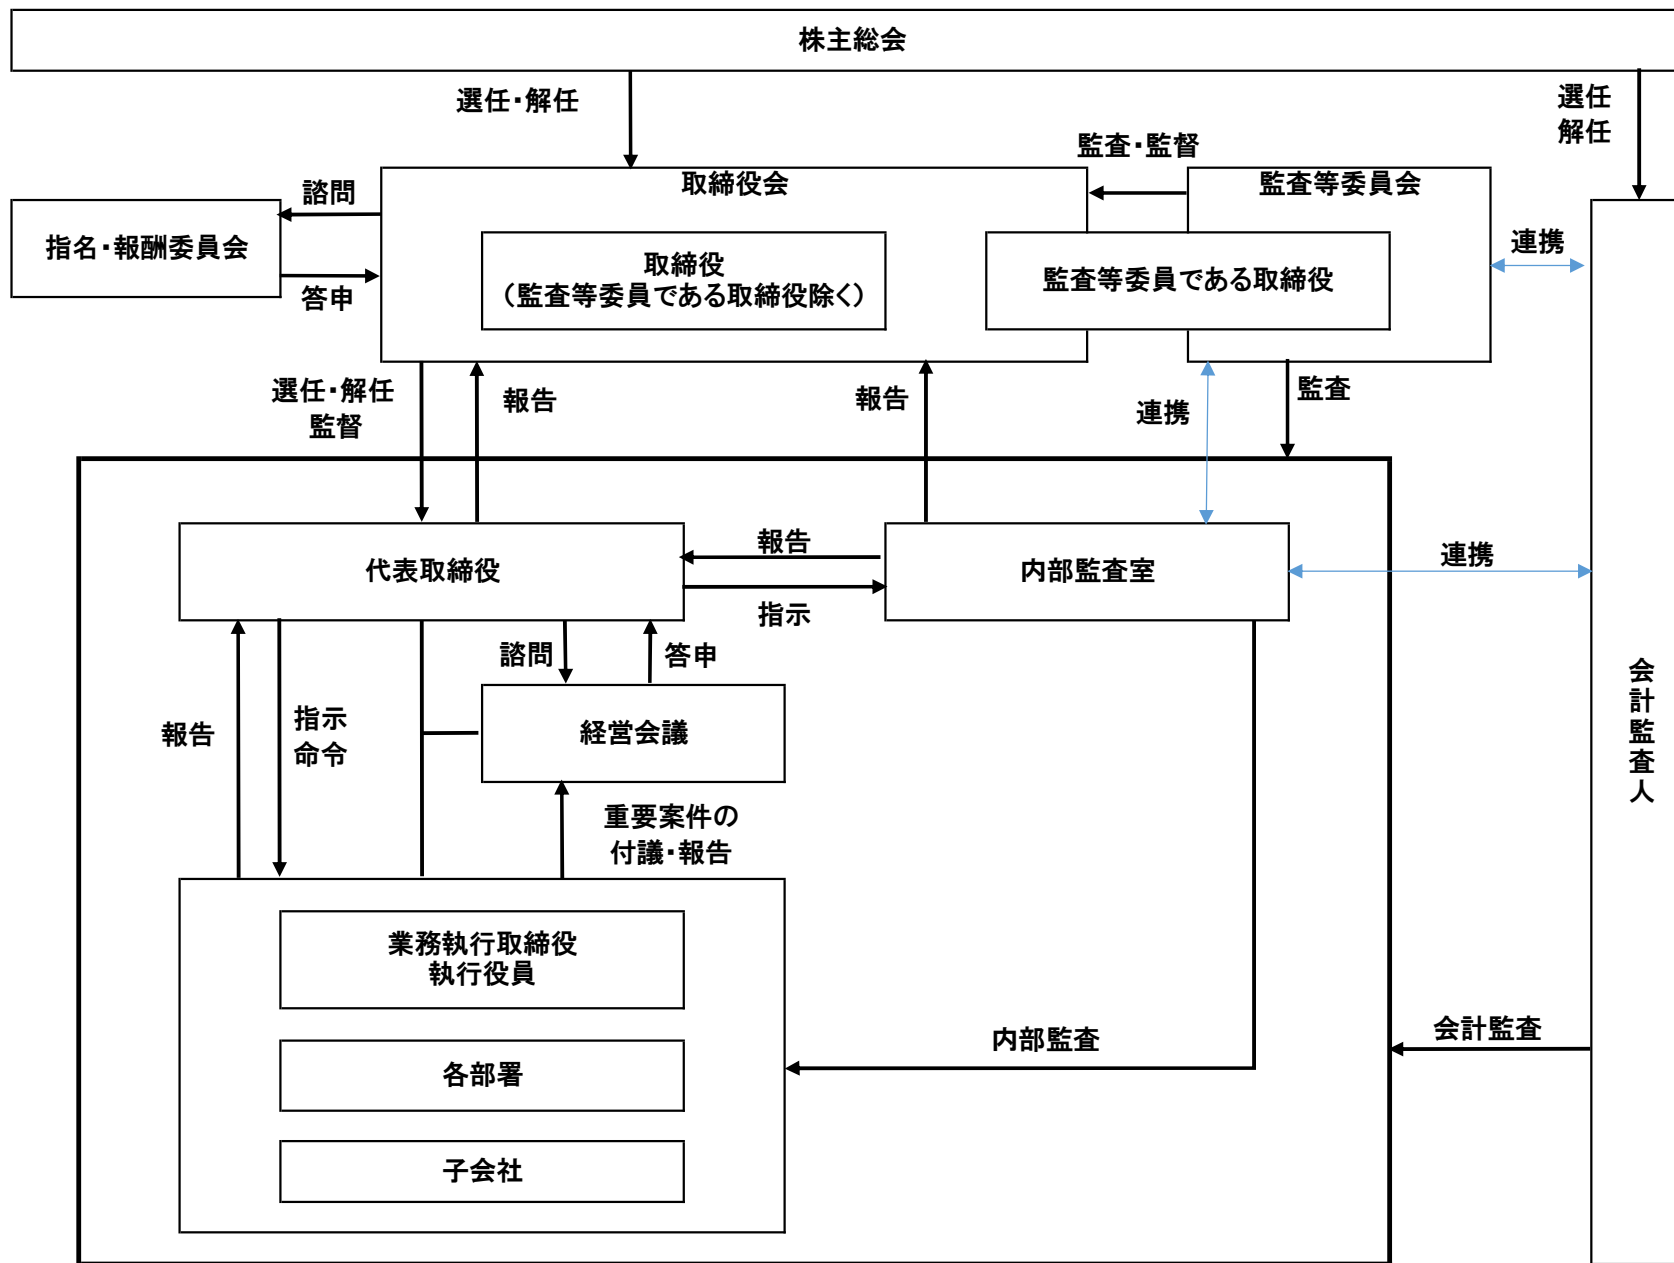 株主総会
選任・解任
選任
解任
監査・監督
取締役会
監査等委員会
諮問
指名・報酬委員会
答申
取締役
（監査等委員である取締役除く）
監査等委員である取締役
連携
選任・解任
監督
報告
報告
連携
監査
代表取締役
報告
指示
内部監査室
連携
諮問
答申
報告
指示
命令
経営会議
会計監査人
重要案件の
付議・報告
業務執行取締役
執行役員
各部署
子会社
内部監査
会計監査